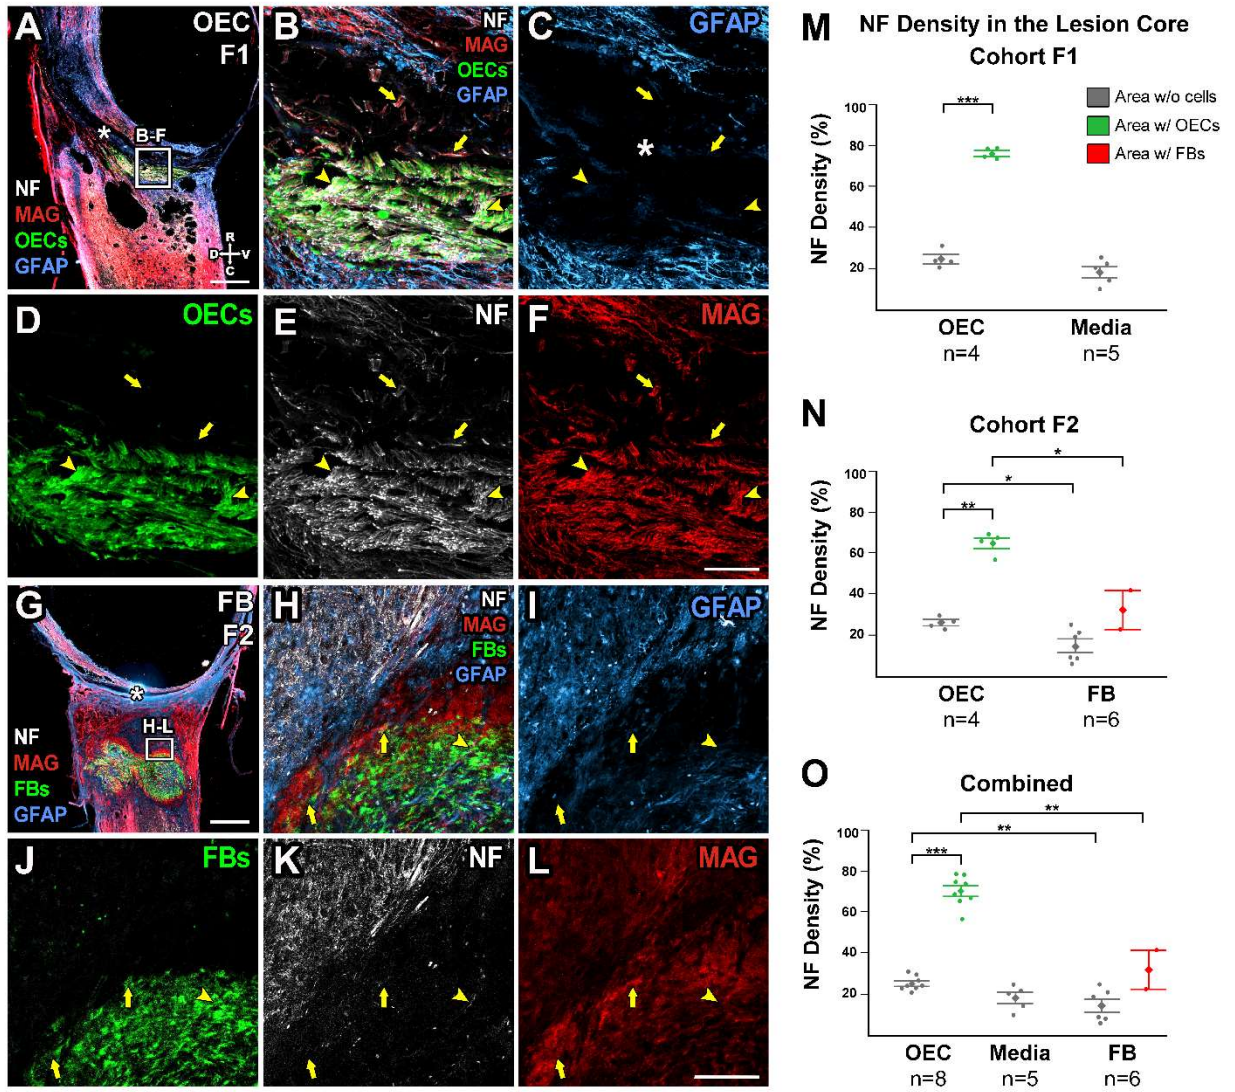 A
OEC
F1
*
B-F
NF
MAG
OECs
GFAP
R
D
V
C
B
NF
MAG
OECs
GFAP
C
GFAP
*
D
OECs
E
NF
F
MAG
G
FB
F2
*
H-L
NF
MAG
FBs
GFAP
H
NF
MAG
FBs
GFAP
I
GFAP
J
FBs
K
NF
L
MAG
M
NF Density in the Lesion Core
Cohort F1
Area w/o cells
Area w/ OECs
Area w/ FBs
NF Density (%)
100
80
60
40
20
***
OEC
Media
n=4
n=5
N
Cohort F2
NF Density (%)
100
80
60
40
20
*
*
**
OEC
FB
n=4
n=6
O
Combined
NF Density (%)
100
80
60
40
20
**
**
***
OEC
Media
FB
n=8
n=5
n=6